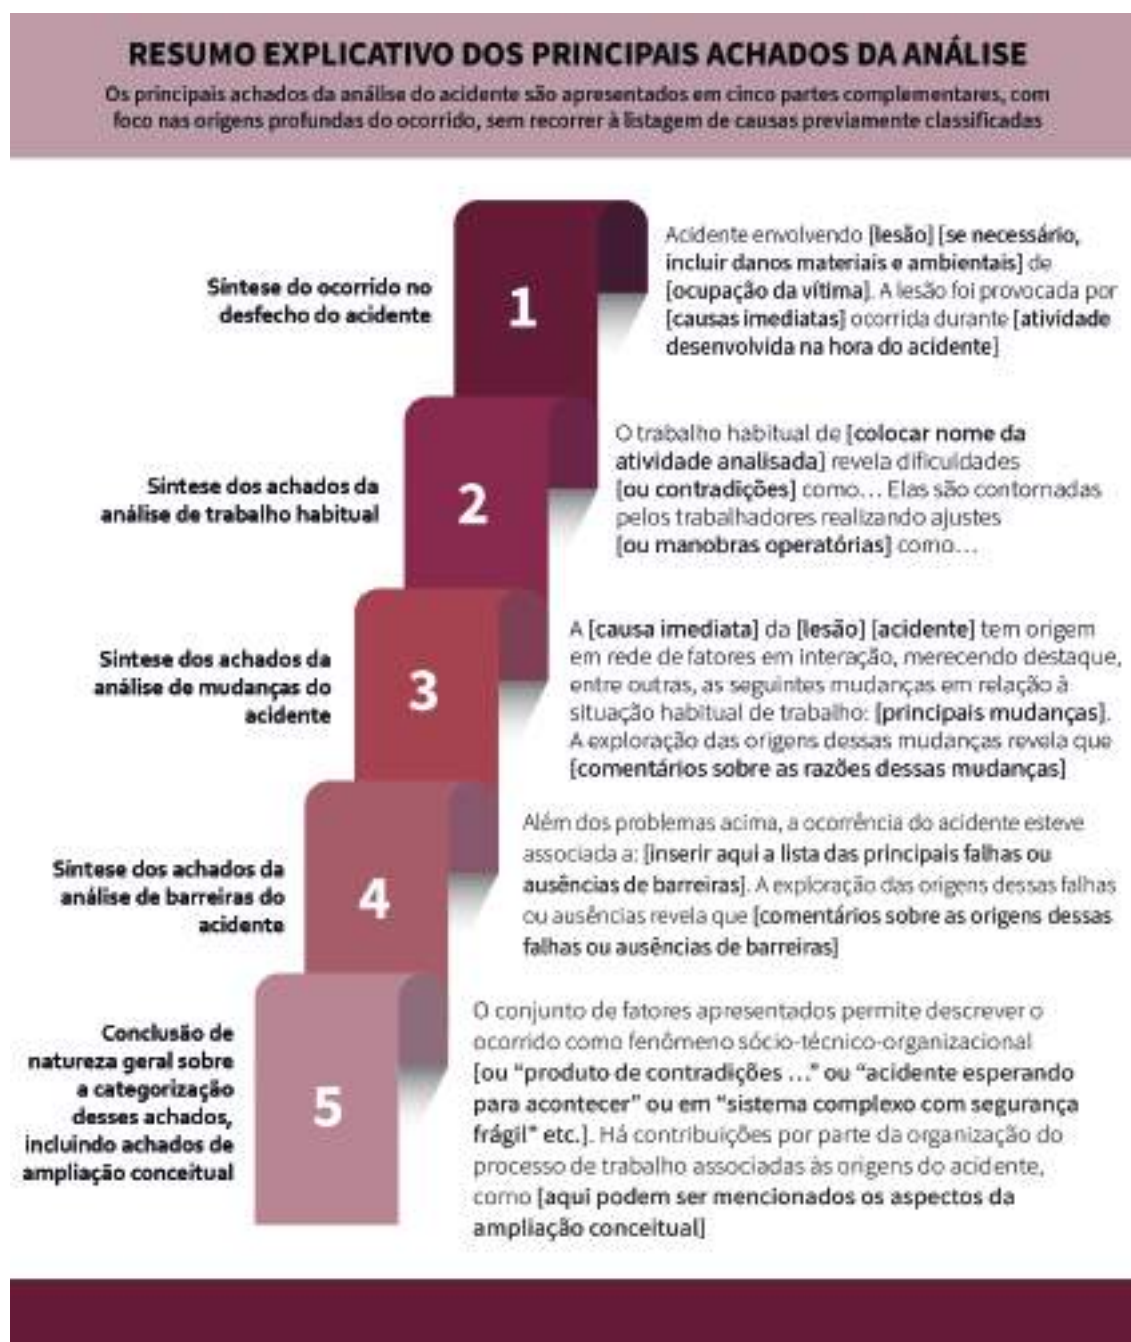 RESUMO EXPLICATIVO DOS PRINCIPAIS ACHADOS DA ANÁLISE
Os principais achados da análise do acidente são apresentados em cinco partes complementares, com
foco nas origens profundas do ocorrido, sem recorrer à listagem de causas previamente classificadas
Síntese do ocorrido no
desfecho do acidente
1
Acidente envolvendo [lesão] [se necessário,
incluir danos materiais e ambientais] de
[ocupação da vítima]. A lesão foi provocada por
[causas imediatas] ocorrida durante [atividade
desenvolvida na hora do acidente]
Síntese dos achados da
análise de trabalho habitual
2
O trabalho habitual de [colocar nome da
atividade analisada] revela dificuldades
[ou contradições] como... Elas são contornadas
pelos trabalhadores realizando ajustes
[ou manobras operatórias] como...
Síntese dos achados da
análise de mudanças do
acidente
3
A [causa imediata] da [lesão] [acidente] tem origem
em rede de fatores em interação, merecendo destaque,
entre outras, as seguintes mudanças em relação à
situação habitual de trabalho: [principais mudanças].
A exploração das origens dessas mudanças revela que
[comentários sobre as razões dessas mudanças]
Síntese dos achados da
análise de barreiras do
acidente
4
Além dos problemas acima, a ocorrência do acidente esteve
associada a: [inserir aqui a lista das principais falhas ou
ausências de barreiras]. A exploração das origens dessas falhas
ou ausências revela que [comentários sobre as origens dessas
falhas ou ausências de barreiras]
Conclusão de
natureza geral sobre
a categorização
desses achados,
incluindo achados de
ampliação conceitual
5
O conjunto de fatores apresentados permite descrever o
ocorrido como fenômeno sócio-técnico-organizacional
[ou “produto de contradições ...” ou “acidente esperando
para acontecer” ou em “sistema complexo com segurança
frágil” etc.]. Há contribuições por parte da organização do
processo de trabalho associadas às origens do acidente,
como [aqui podem ser mencionados os aspectos da
ampliação conceitual]